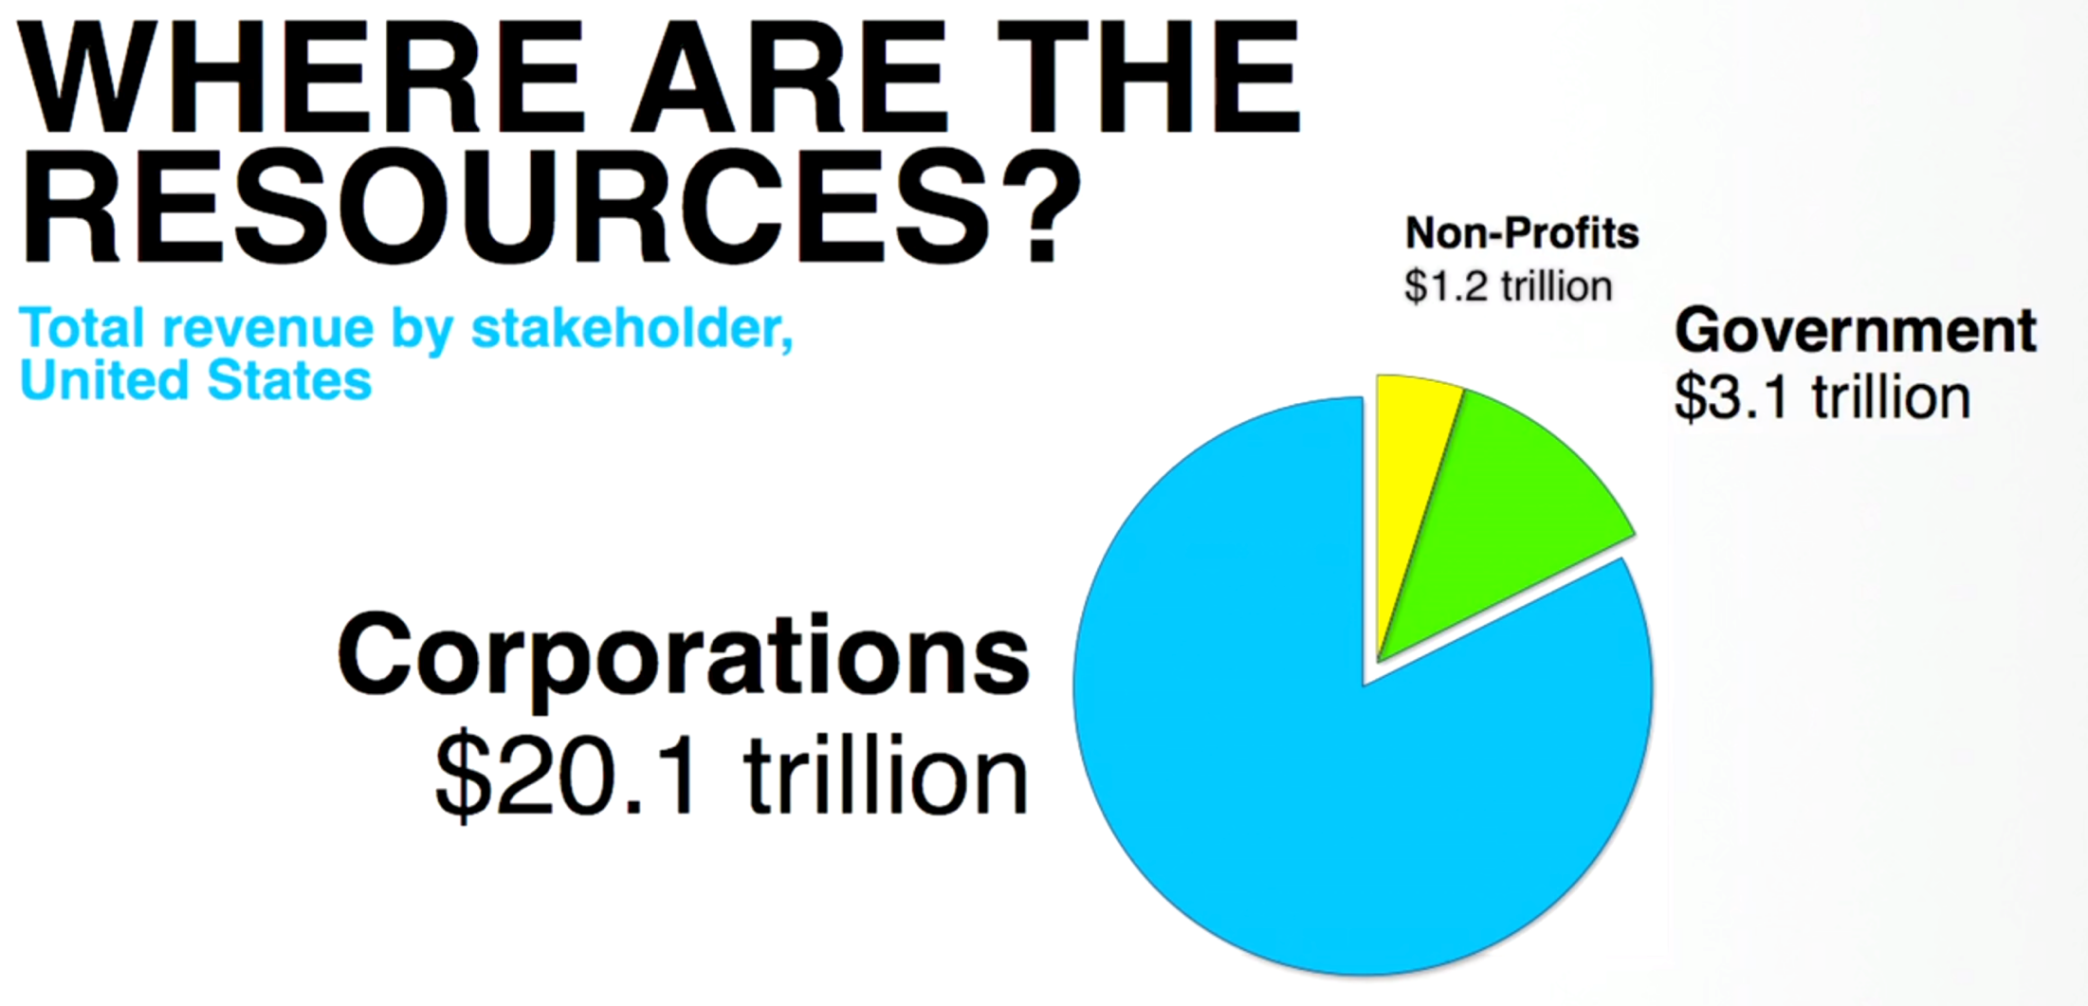 WHERE ARE THE
RESOURCES?
Total revenue by stakeholder,
United States
Non-Profits
$1.2 trillion
Government
$3.1 trillion
Corporations
$20.1 trillion